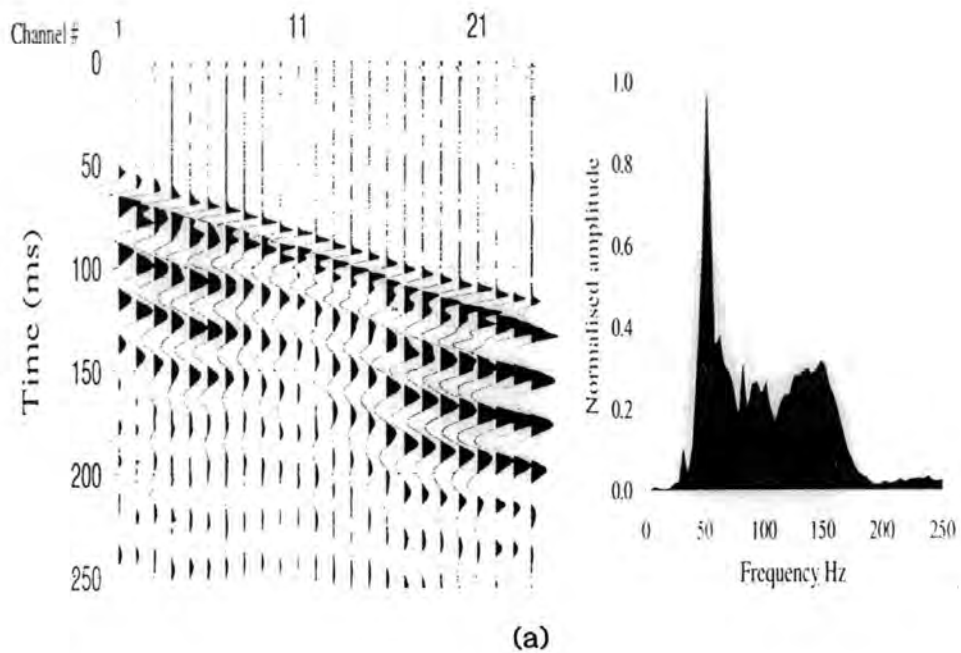 Channel # 1 11 21
0
50
100
150
200
250
Time (ms)
1.0
0.8
0.6
0.4
0.2
0.0
Normalised amplitude
0 50 100 150 200 250
Frequency Hz
(a)